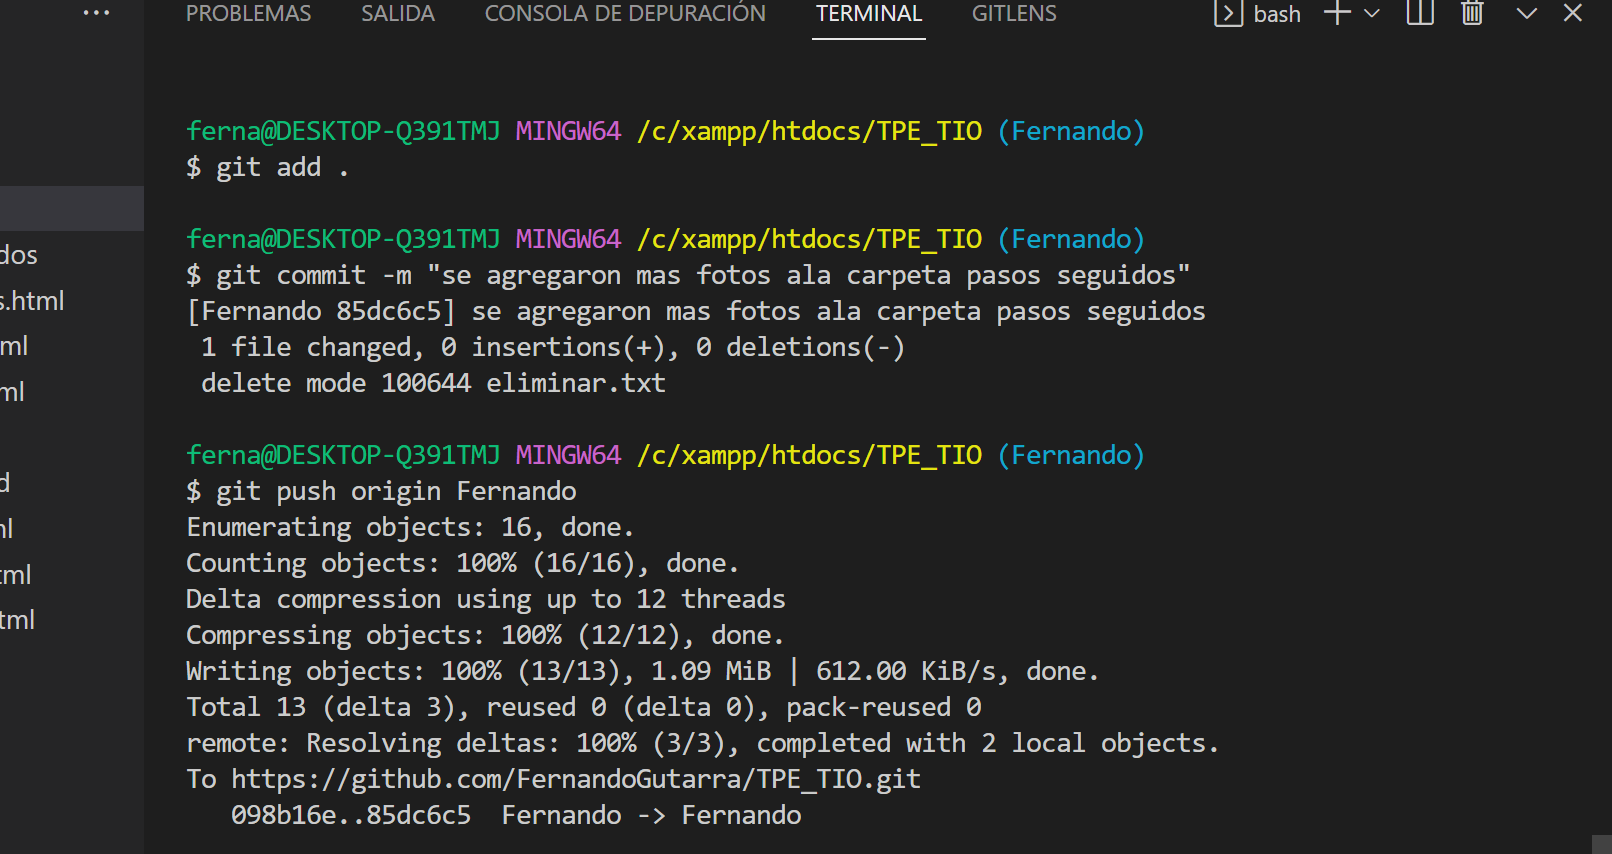 PROBLEMAS SALIDA CONSOLA DE DEPURACIÓN TERMINAL GITLENS bash
ferna@DESKTOP-Q391TMJ MINGW64 /c/xampp/htdocs/TPE_TIO (Fernando)
$ git add .
ferna@DESKTOP-Q391TMJ MINGW64 /c/xampp/htdocs/TPE_TIO (Fernando)
$ git commit -m "se agregaron mas fotos ala carpeta pasos seguidos"
[Fernando 85dc6c5] se agregaron mas fotos ala carpeta pasos seguidos
1 file changed, 0 insertions(+), 0 deletions(-)
delete mode 100644 eliminar.txt
ferna@DESKTOP-Q391TMJ MINGW64 /c/xampp/htdocs/TPE_TIO (Fernando)
$ git push origin Fernando
Enumerating objects: 16, done.
Counting objects: 100% (16/16), done.
Delta compression using up to 12 threads
Compressing objects: 100% (12/12), done.
Writing objects: 100% (13/13), 1.09 MiB | 612.00 KiB/s, done.
Total 13 (delta 3), reused 0 (delta 0), pack-reused 0
remote: Resolving deltas: 100% (3/3), completed with 2 local objects.
To https://github.com/FernandoGutarra/TPE_TIO.git
098b16e..85dc6c5 Fernando -> Fernando